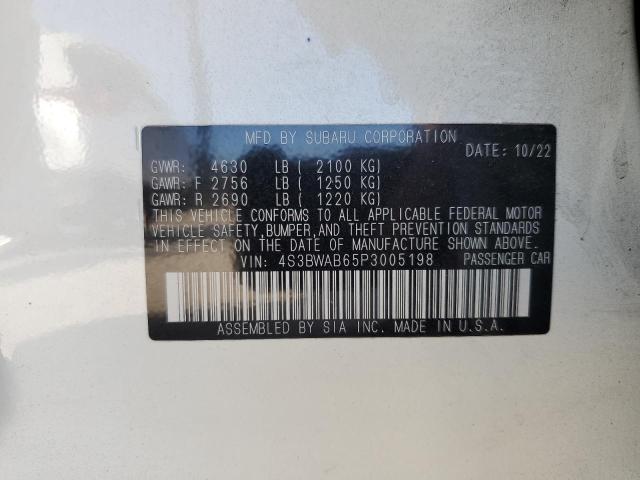 MFD BY SUBARU CORPORATION
DATE: 10/22
GVWR: 4630 LB ( 2100 KG)
GAWR: F 2756 LB ( 1250 KG)
GAWR: R 2690 LB ( 1220 KG)
THIS VEHICLE CONFORMS TO ALL APPLICABLE FEDERAL MOTOR
VEHICLE SAFETY, BUMPER, AND THEFT PREVENTION STANDARDS
IN EFFECT ON THE DATE OF MANUFACTURE SHOWN ABOVE.
VIN: 4S3BWAB65P3005198 PASSENGER CAR
ASSEMBLED BY SIA INC. MADE IN U.S.A.